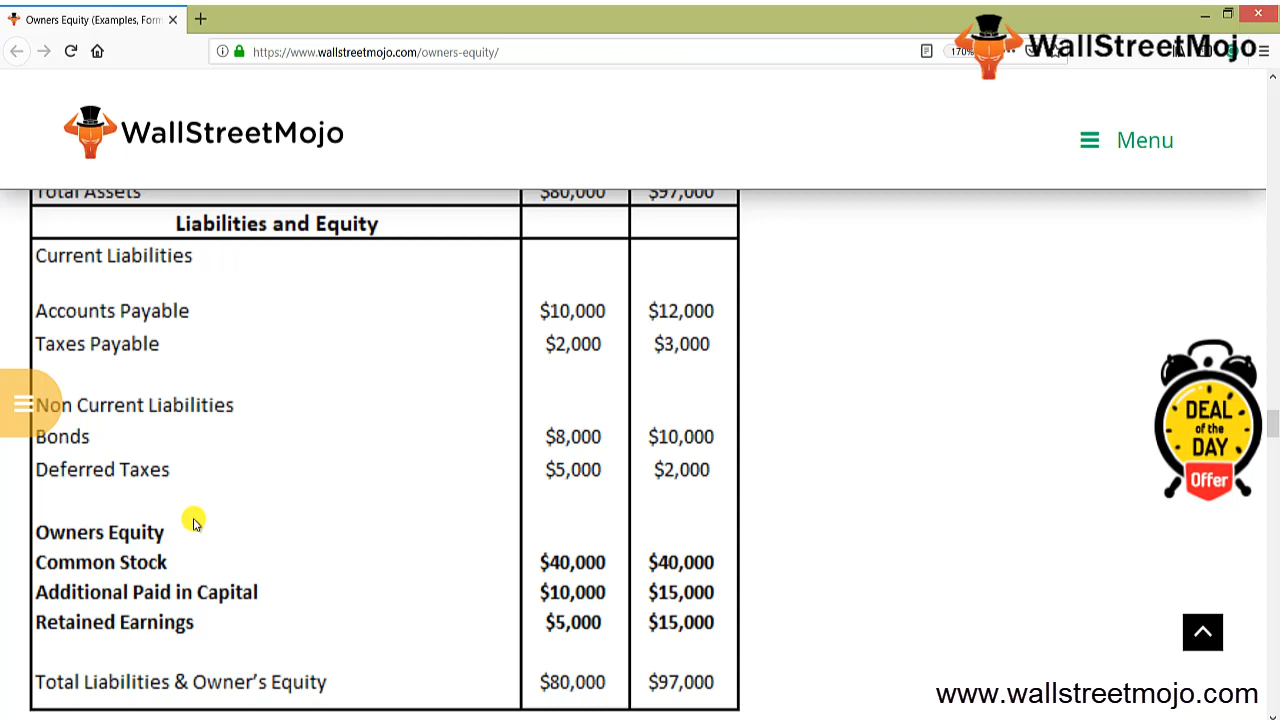 Owners Equity (Examples, Form
https://www.wallstreetmojo.com/owners-equity/
170%
WallStreetMojo
WallStreetMojo
Menu
Total Assets $80,000 $97,000
Liabilities and Equity
Current Liabilities
Accounts Payable $10,000 $12,000
Taxes Payable $2,000 $3,000
Non Current Liabilities
Bonds $8,000 $10,000
Deferred Taxes $5,000 $2,000
Owners Equity
Common Stock $40,000 $40,000
Additional Paid in Capital $10,000 $15,000
Retained Earnings $5,000 $15,000
Total Liabilities & Owner's Equity $80,000 $97,000
DEAL
of the
DAY
Offer
www.wallstreetmojo.com